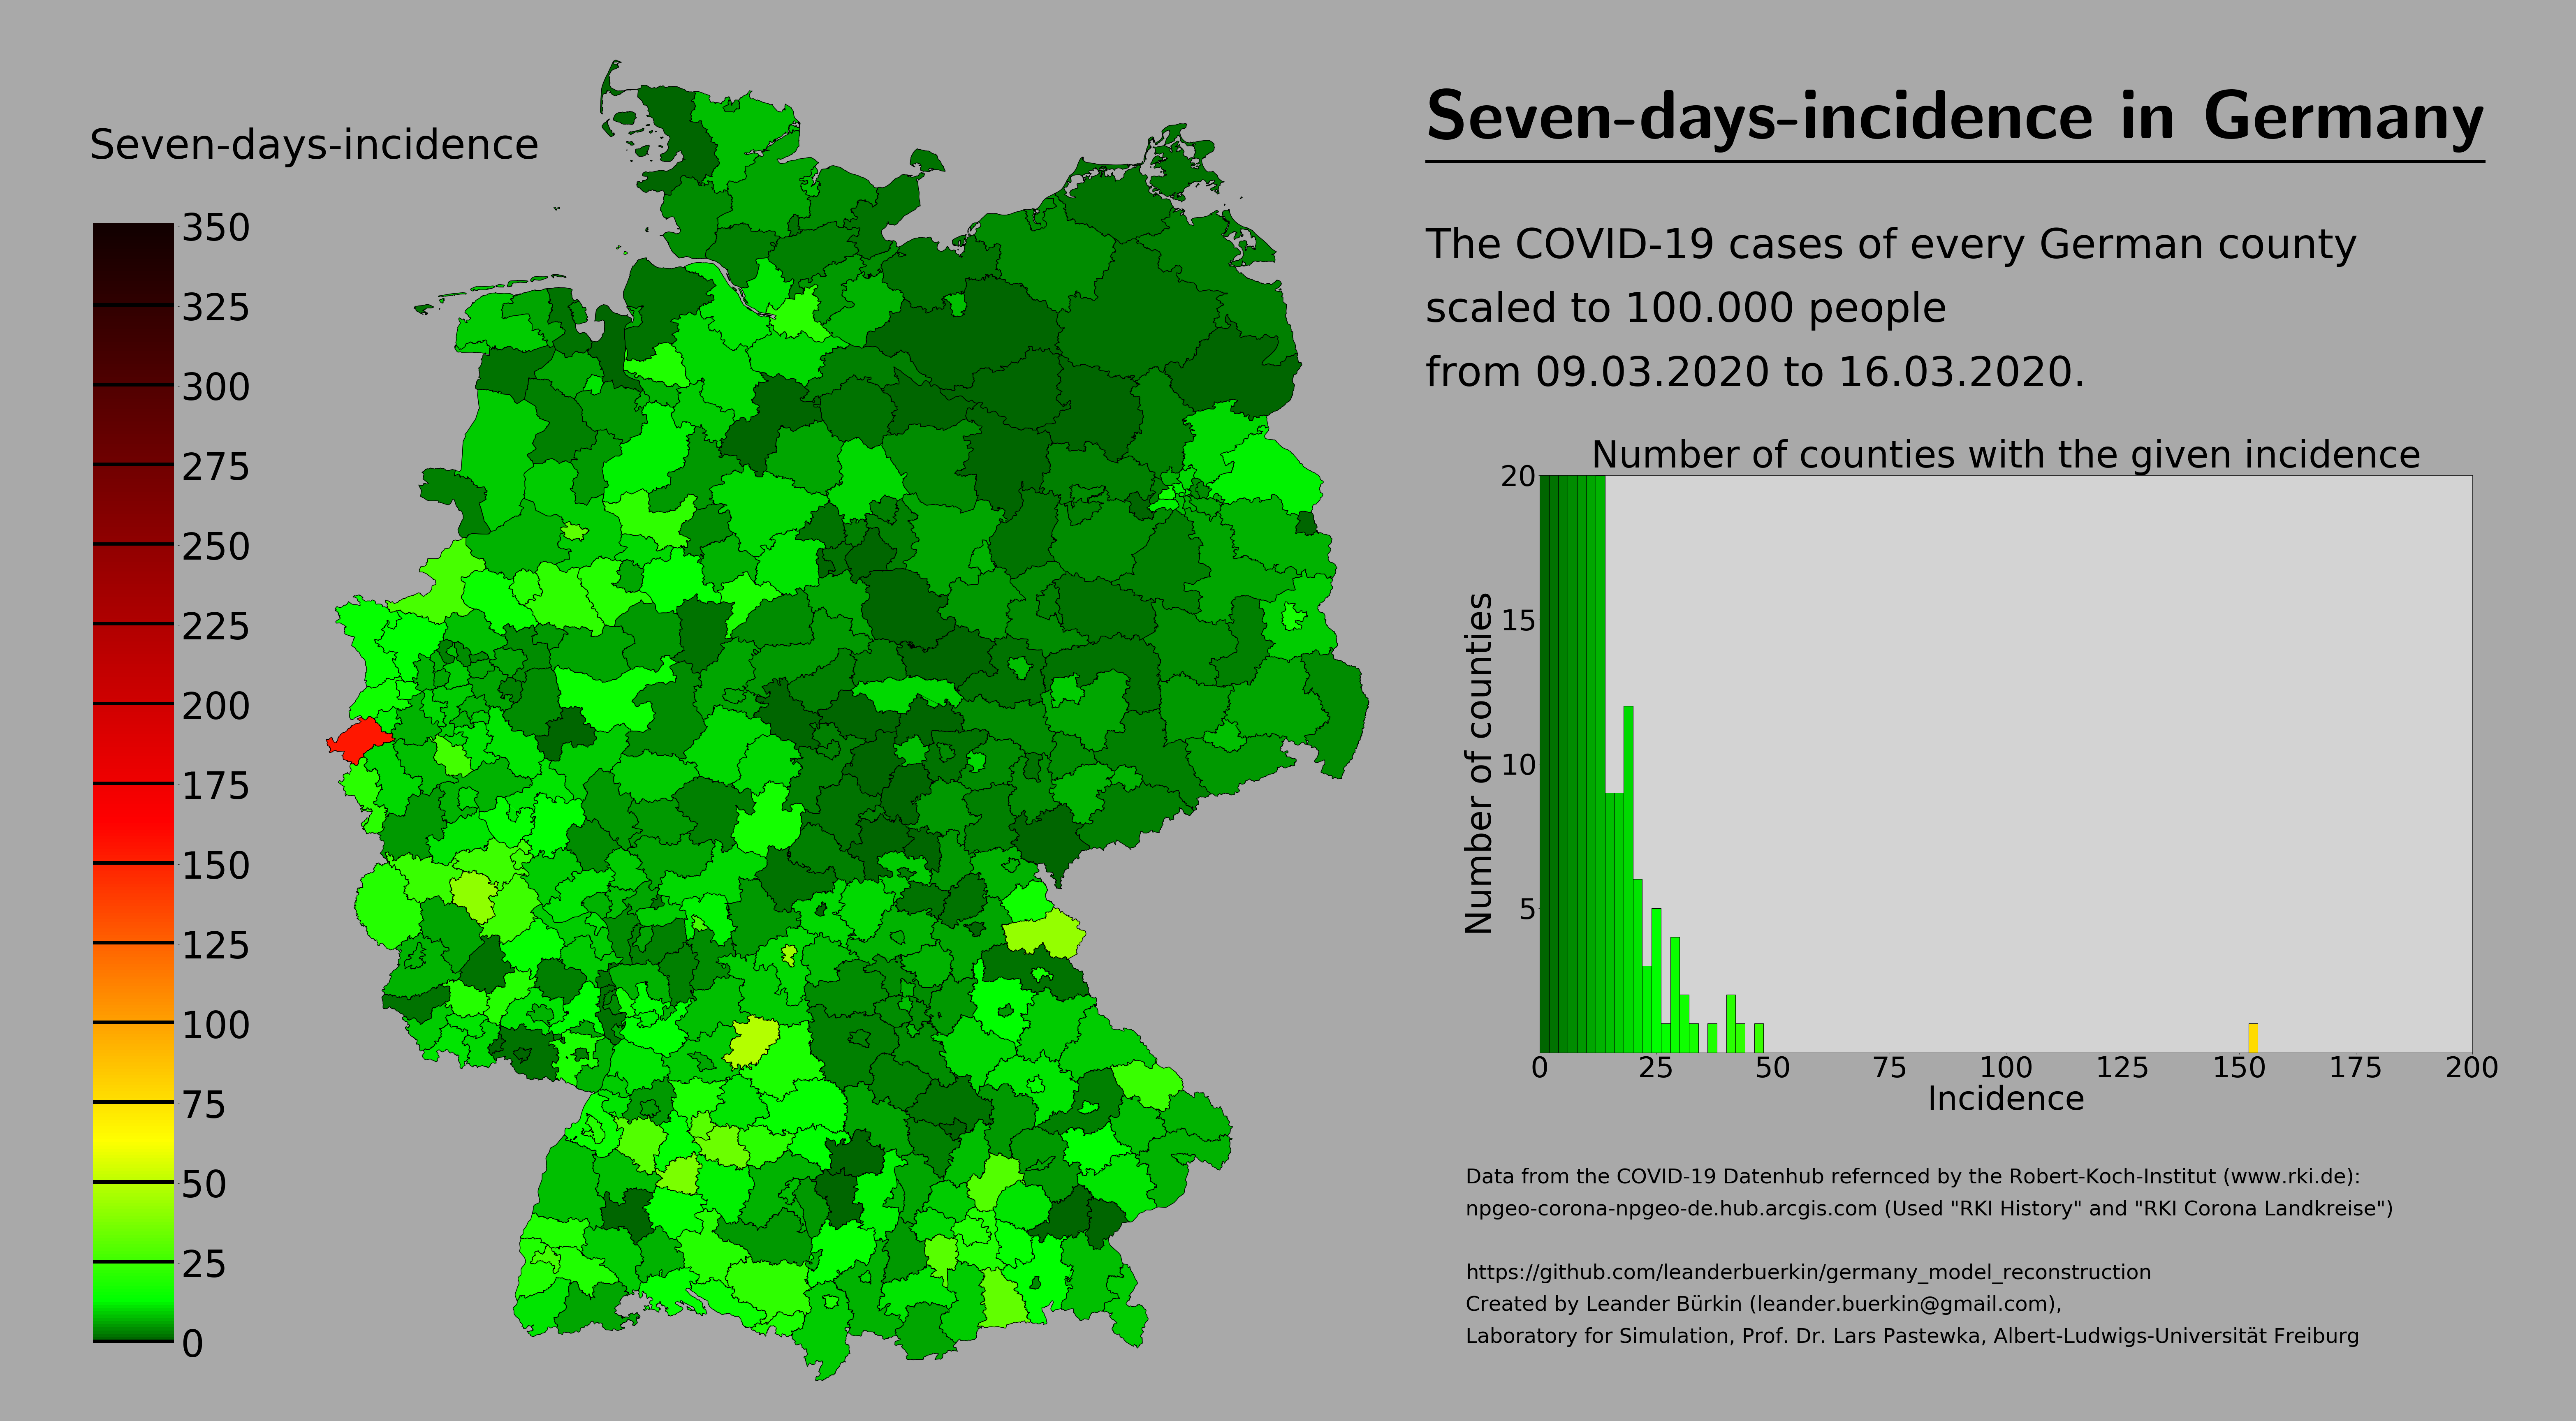 Seven-days-incidence
350
325
300
275
250
225
200
175
150
125
100
75
50
25
0
Seven-days-incidence in Germany
The COVID-19 cases of every German county
scaled to 100.000 people
from 09.03.2020 to 16.03.2020.
Number of counties with the given incidence
20
15
10
5
Number of counties
0 25 50 75 100 125 150 175 200
Incidence
Data from the COVID-19 Datenhub refernced by the Robert-Koch-Institut (www.rki.de):
npgeo-corona-npgeo-de.hub.arcgis.com (Used "RKI History" and "RKI Corona Landkreise")
https://github.com/leanderbuerkin/germany_model_reconstruction
Created by Leander Bürkin (leander.buerkin@gmail.com),
Laboratory for Simulation, Prof. Dr. Lars Pastewka, Albert-Ludwigs-Universität Freiburg